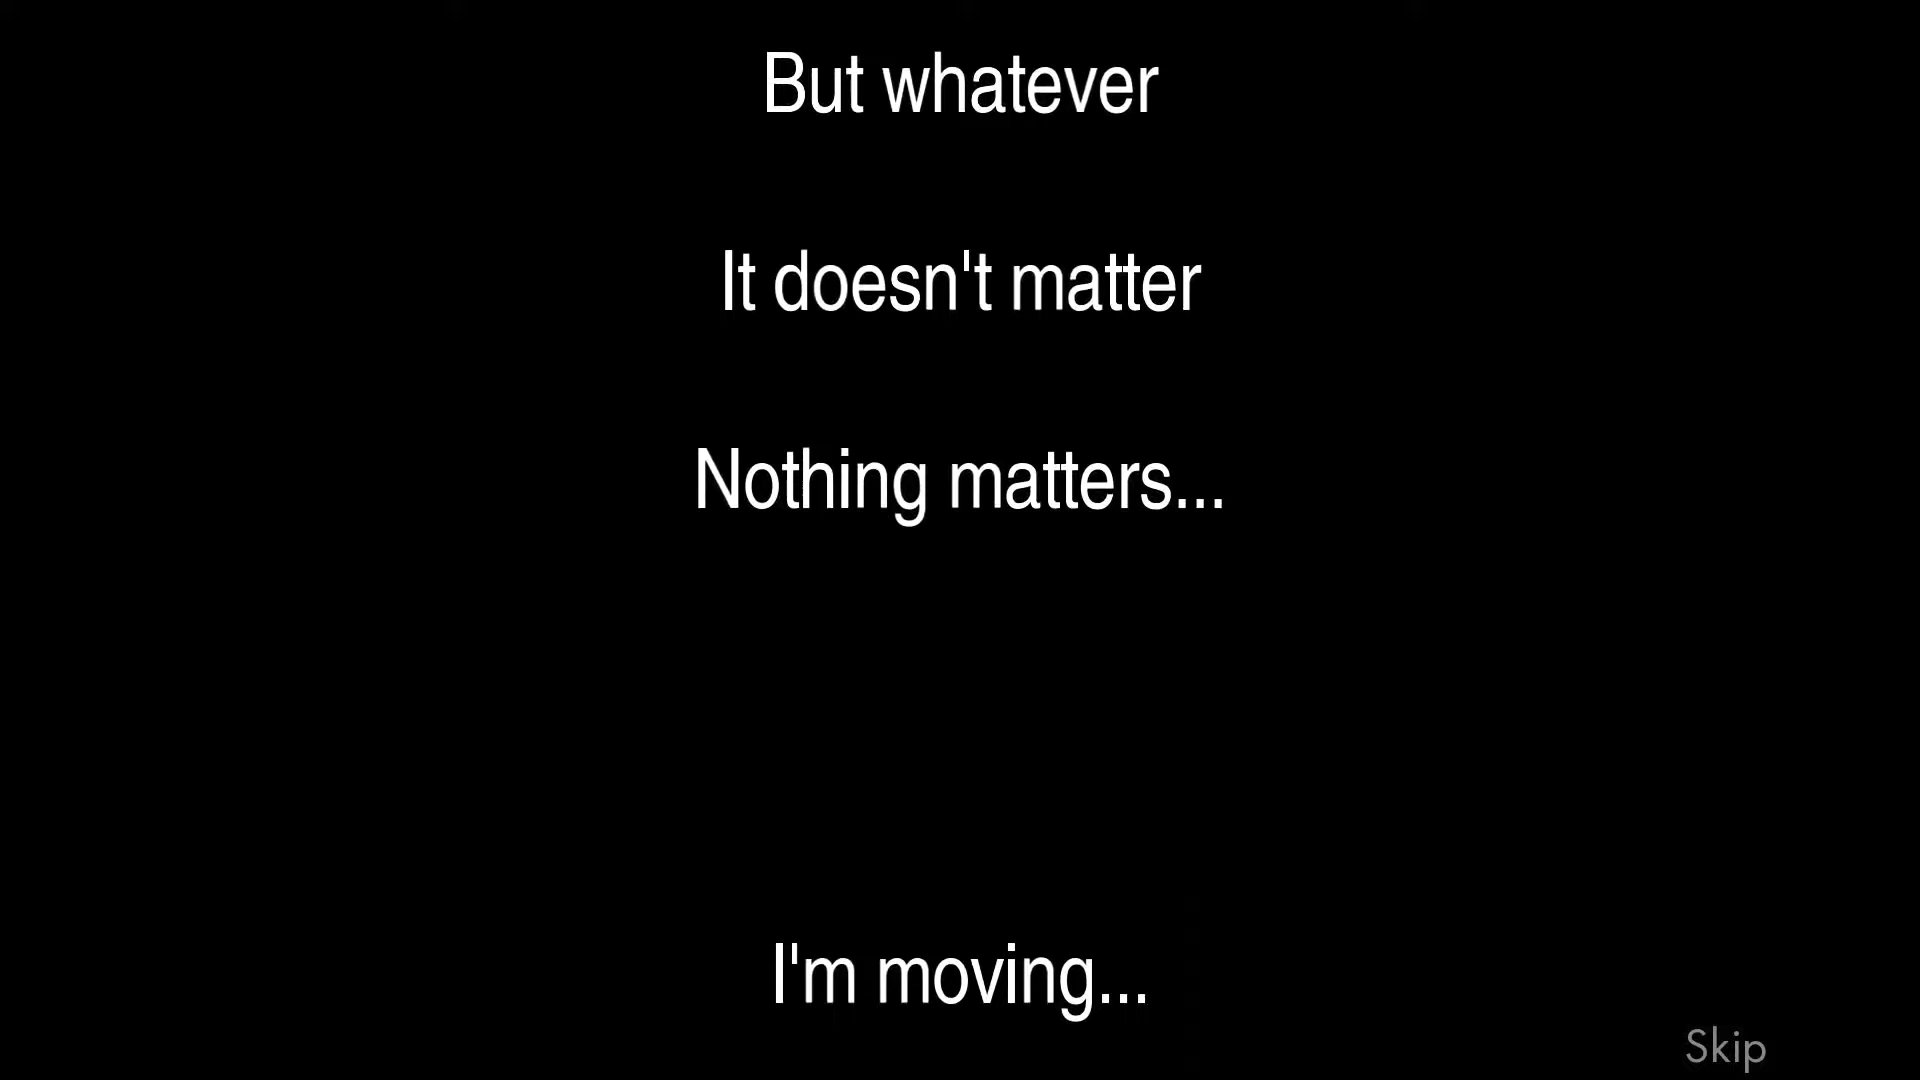 But whatever
It doesn't matter
Nothing matters...
I'm moving...
Skip